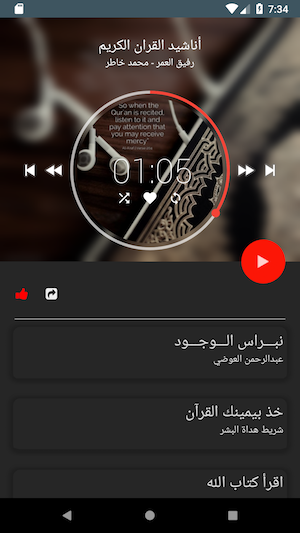 7:34
أناشيد القران الكريم
رفيق العمر - محمد خاطر
"So when the
Qur'an is recited,
listen to it and
pay attention that
you may receive
mercy"
01:05
نبـــراس الـــوجـــود
عبدالرحمن العوضي
خذ بيمينك القرآن
شريط هداة البشر
اقرأ كتاب الله